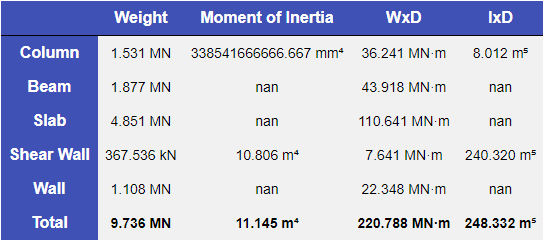 Weight Moment of Inertia WxD IxD
Column 1.531 MN 338541666666.667 mm⁴ 36.241 MN·m 8.012 m⁵
Beam 1.877 MN nan 43.918 MN·m nan
Slab 4.851 MN nan 110.641 MN·m nan
Shear Wall 367.536 kN 10.806 m⁴ 7.641 MN·m 240.320 m⁵
Wall 1.108 MN nan 22.348 MN·m nan
Total 9.736 MN 11.145 m⁴ 220.788 MN·m 248.332 m⁵